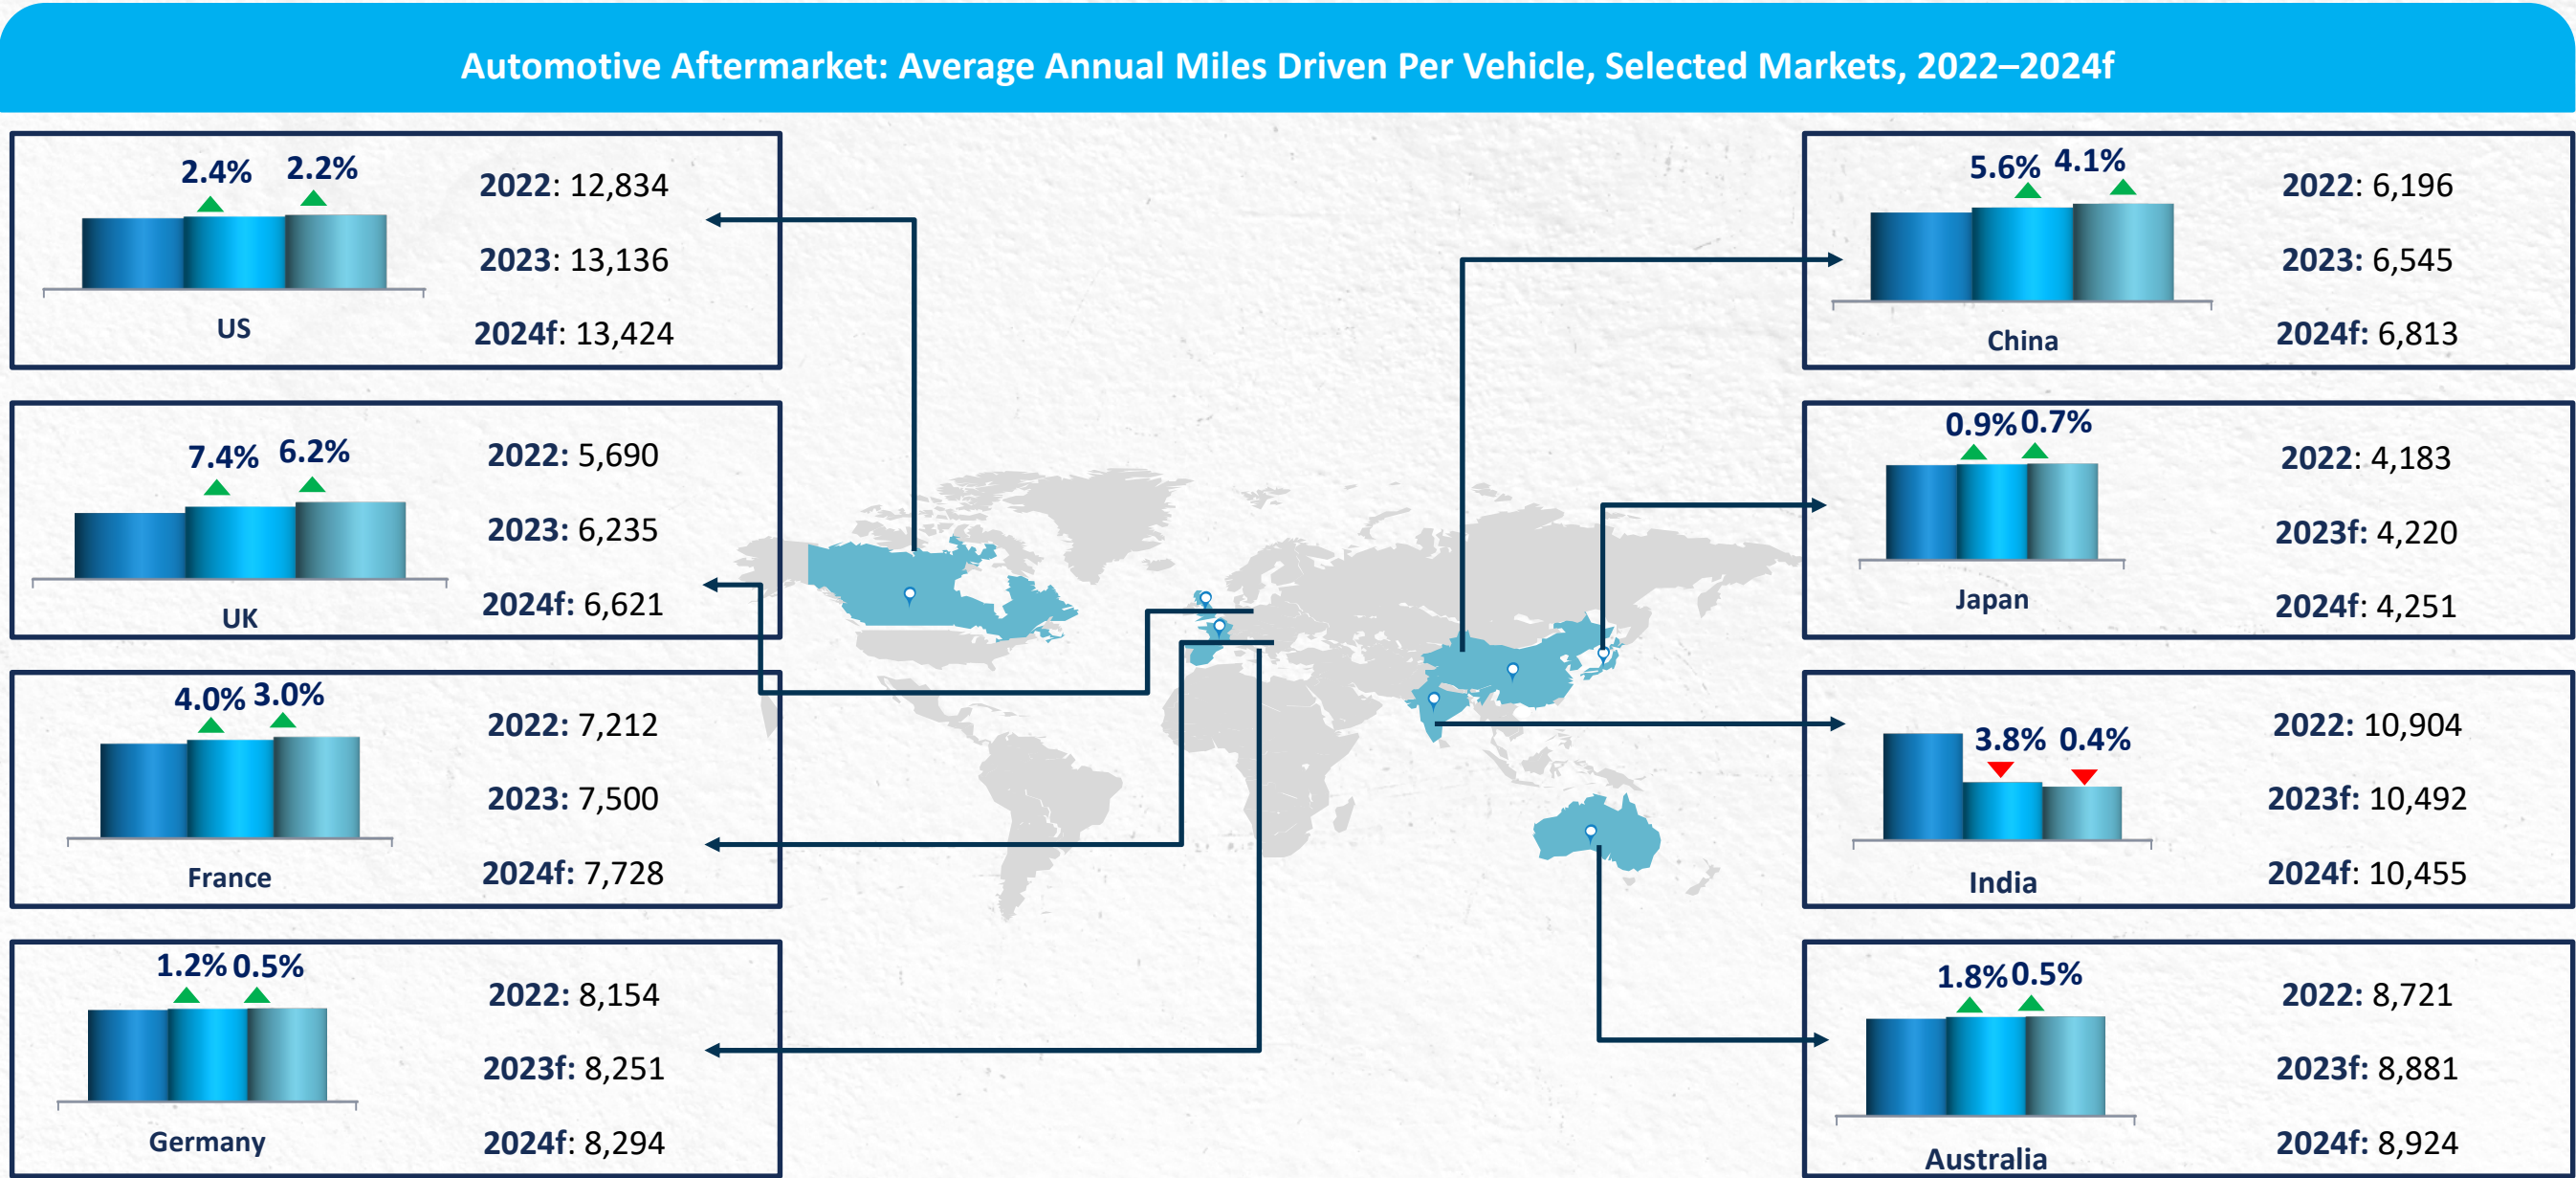 Automotive Aftermarket: Average Annual Miles Driven Per Vehicle, Selected Markets, 2022–2024f
2.4% 2.2%
US
2022: 12,834
2023: 13,136
2024f: 13,424
7.4% 6.2%
UK
2022: 5,690
2023: 6,235
2024f: 6,621
4.0% 3.0%
France
2022: 7,212
2023: 7,500
2024f: 7,728
1.2% 0.5%
Germany
2022: 8,154
2023f: 8,251
2024f: 8,294
5.6% 4.1%
China
2022: 6,196
2023: 6,545
2024f: 6,813
0.9% 0.7%
Japan
2022: 4,183
2023f: 4,220
2024f: 4,251
3.8% 0.4%
India
2022: 10,904
2023f: 10,492
2024f: 10,455
1.8% 0.5%
Australia
2022: 8,721
2023f: 8,881
2024f: 8,924